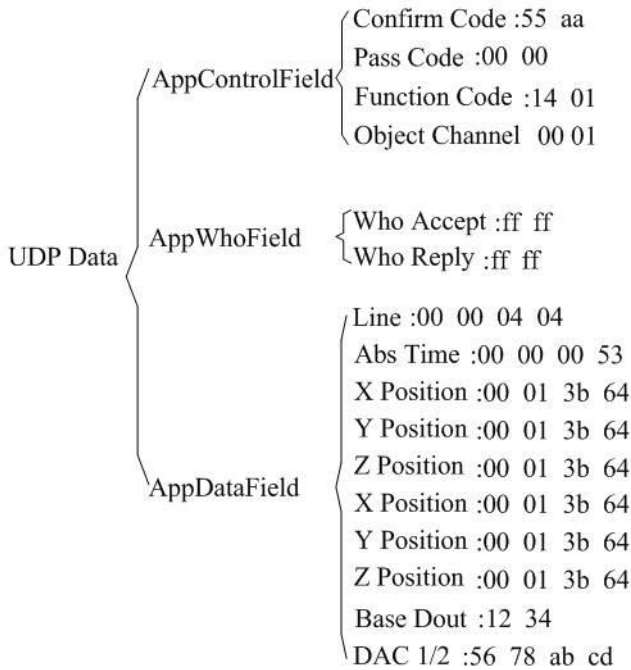 UDP Data
AppControlField
Confirm Code :55 aa
Pass Code :00 00
Function Code :14 01
Object Channel 00 01
AppWhoField
Who Accept :ff ff
Who Reply :ff ff
AppDataField
Line :00 00 04 04
Abs Time :00 00 00 53
X Position :00 01 3b 64
Y Position :00 01 3b 64
Z Position :00 01 3b 64
X Position :00 01 3b 64
Y Position :00 01 3b 64
Z Position :00 01 3b 64
Base Dout :12 34
DAC 1/2 :56 78 ab cd